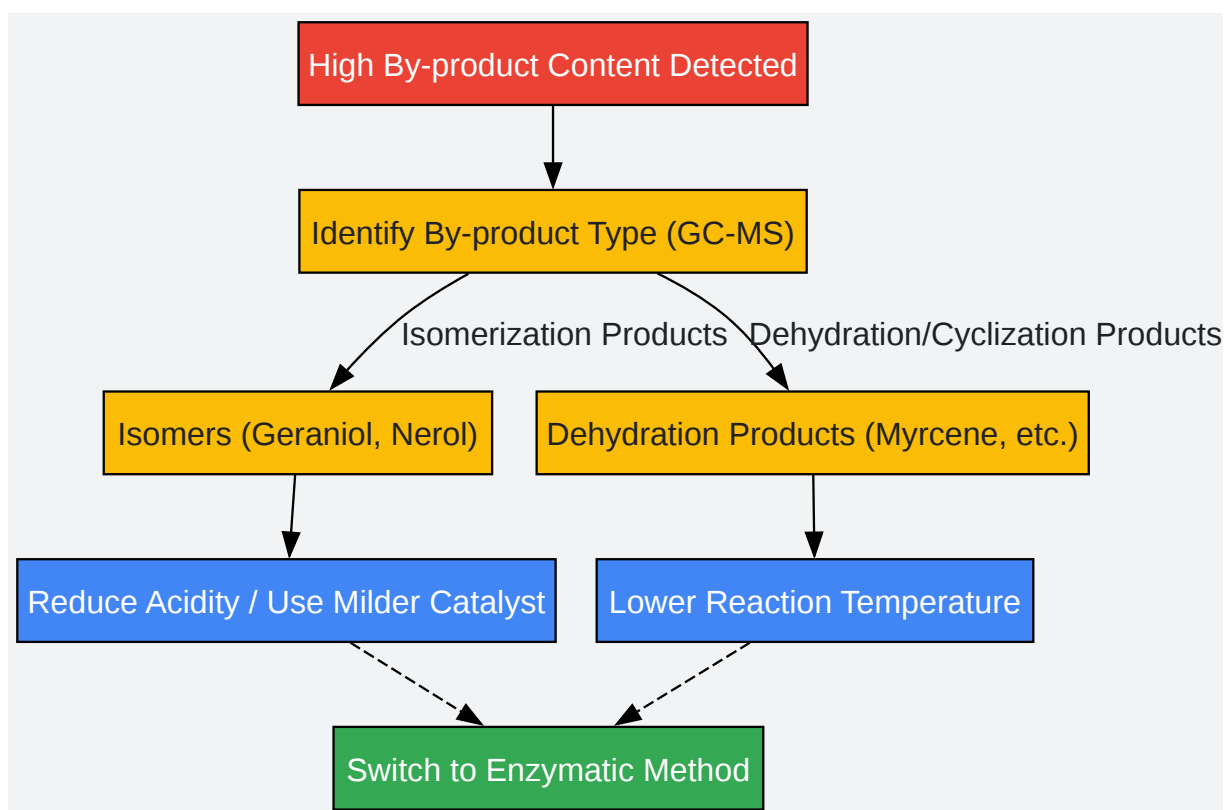 High By-product Content Detected
Identify By-product Type (GC-MS)
Isomerization Products
Dehydration/Cyclization Products
Isomers (Geraniol, Nerol)
Dehydration Products (Myrcene, etc.)
Reduce Acidity / Use Milder Catalyst
Lower Reaction Temperature
Switch to Enzymatic Method